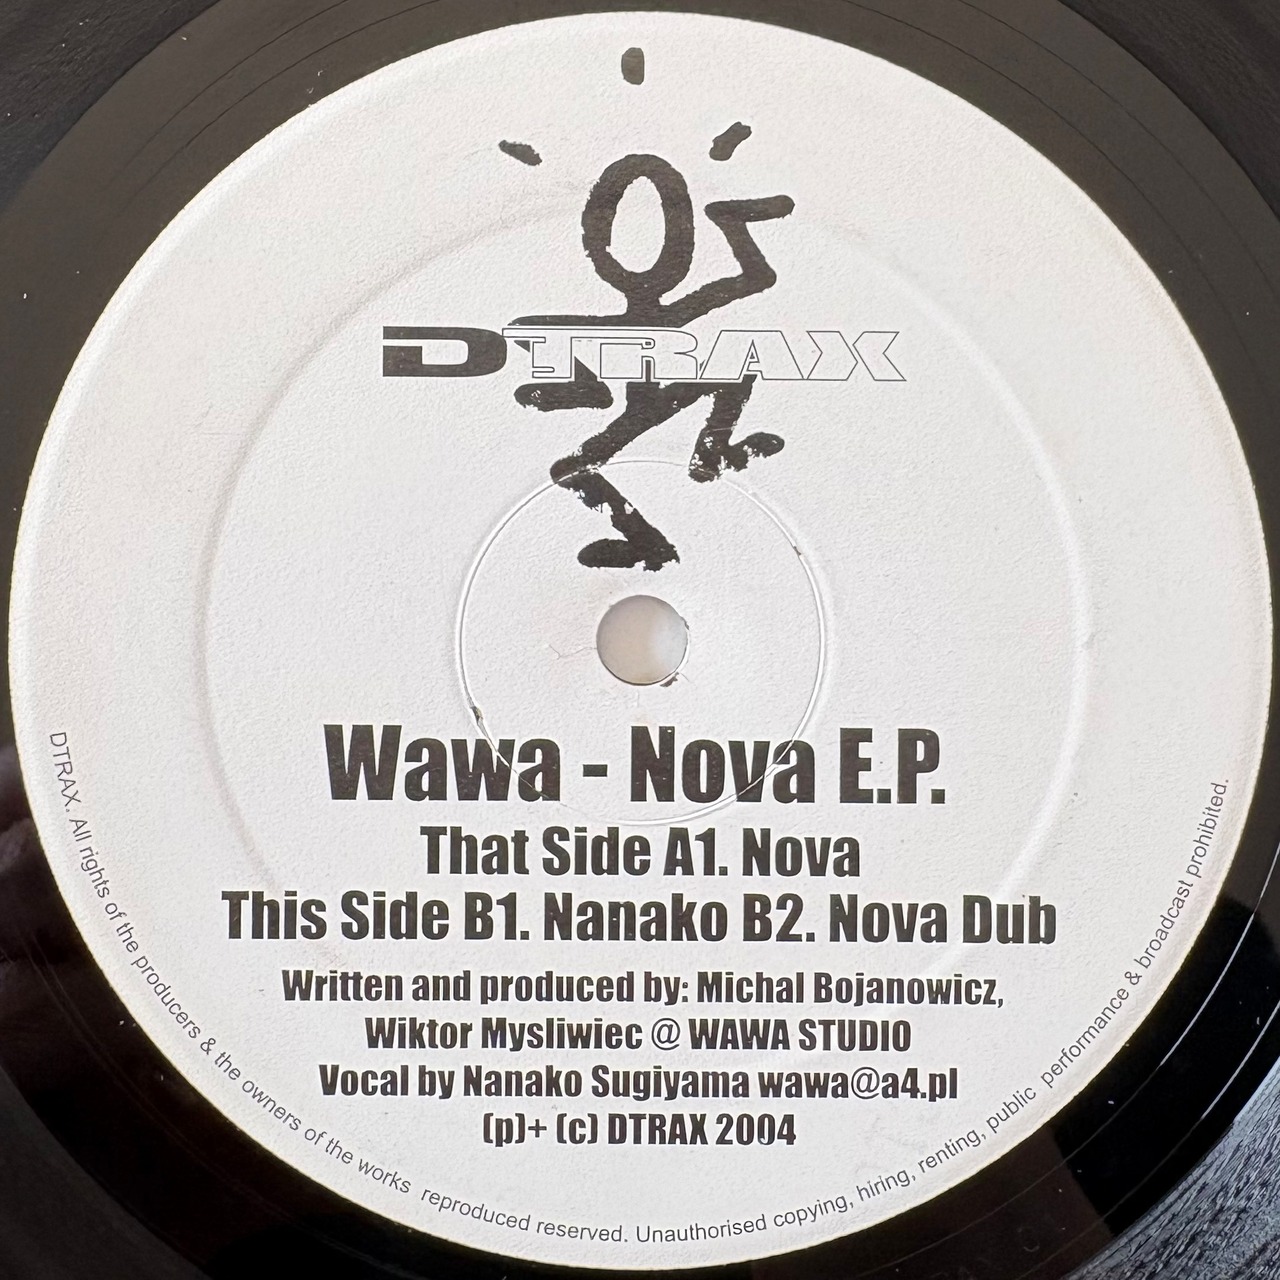 DTRAX
Wawa - Nova E.P.
That Side A1. Nova
This Side B1. Nanako B2. Nova Dub
Written and produced by: Michal Bojanowicz,
Wiktor Mysliwiec @ WAWA STUDIO
Vocal by Nanako Sugiyama wawa@a4.pl
(p)+ (c) DTRAX 2004
DTRAX. All rights of the producers & the owners of the works reproduced reserved. Unauthorised copying, hiring, renting, public performance & broadcast prohibited.